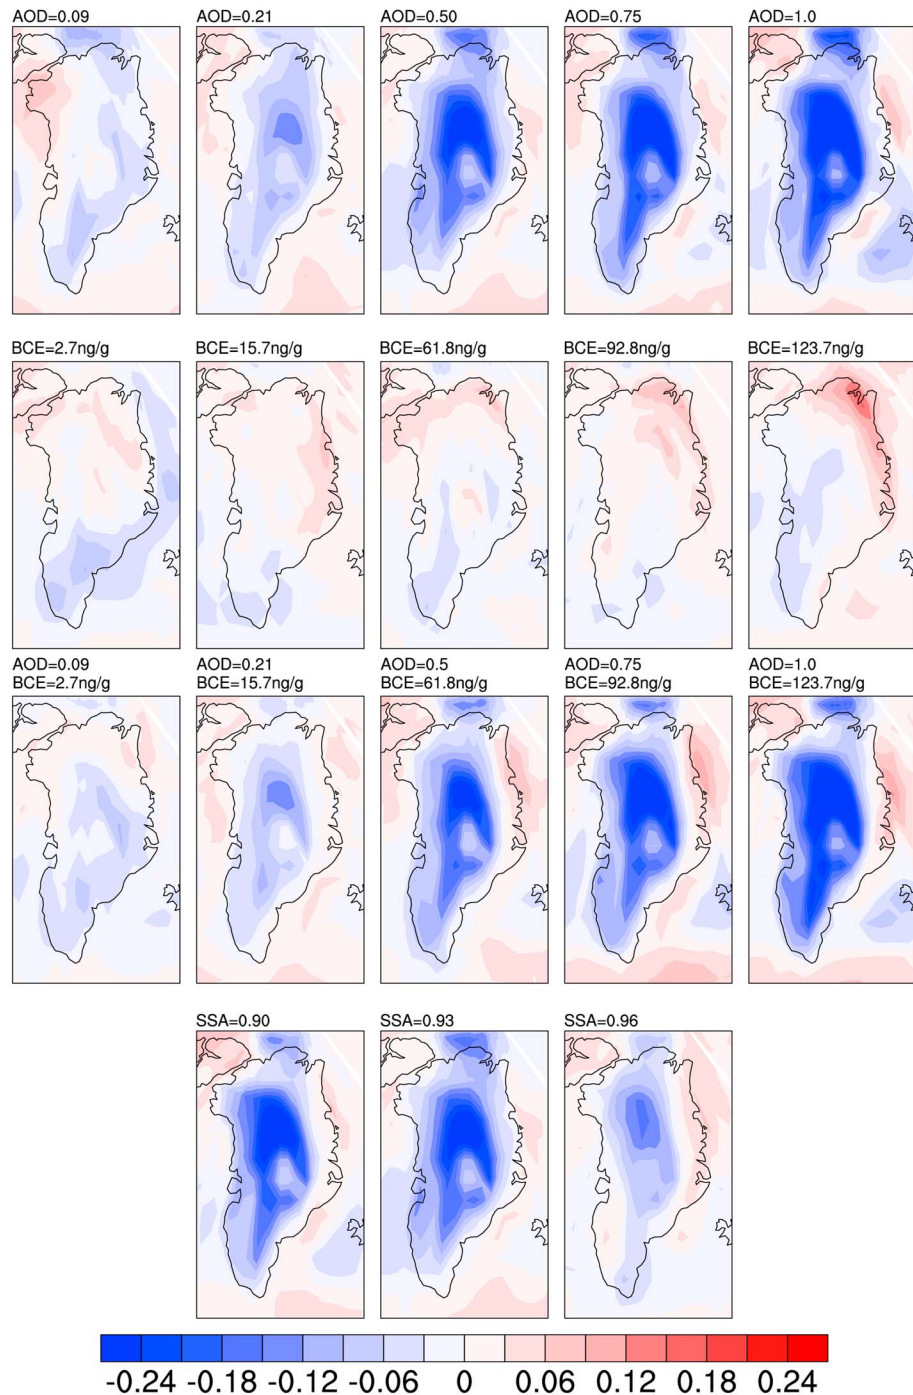 AOD=0.09 AOD=0.21 AOD=0.50 AOD=0.75 AOD=1.0
BCE=2.7ng/g BCE=15.7ng/g BCE=61.8ng/g BCE=92.8ng/g BCE=123.7ng/g
AOD=0.09 AOD=0.21 AOD=0.5 AOD=0.75 AOD=1.0
BCE=2.7ng/g BCE=15.7ng/g BCE=61.8ng/g BCE=92.8ng/g BCE=123.7ng/g
SSA=0.90 SSA=0.93 SSA=0.96
-0.24 -0.18 -0.12 -0.06 0 0.06 0.12 0.18 0.24